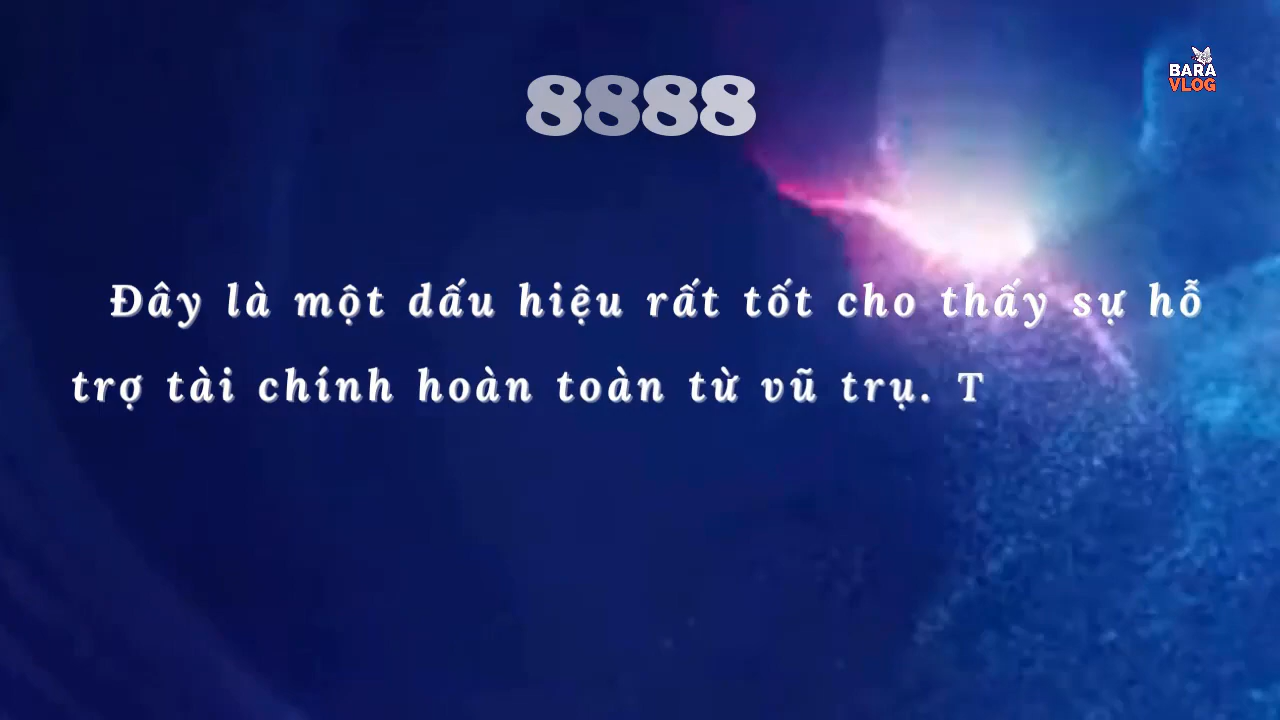 8888
BARA
VLOG
Đây là một dấu hiệu rất tốt cho thấy sự hỗ
trợ tài chính hoàn toàn từ vũ trụ. T